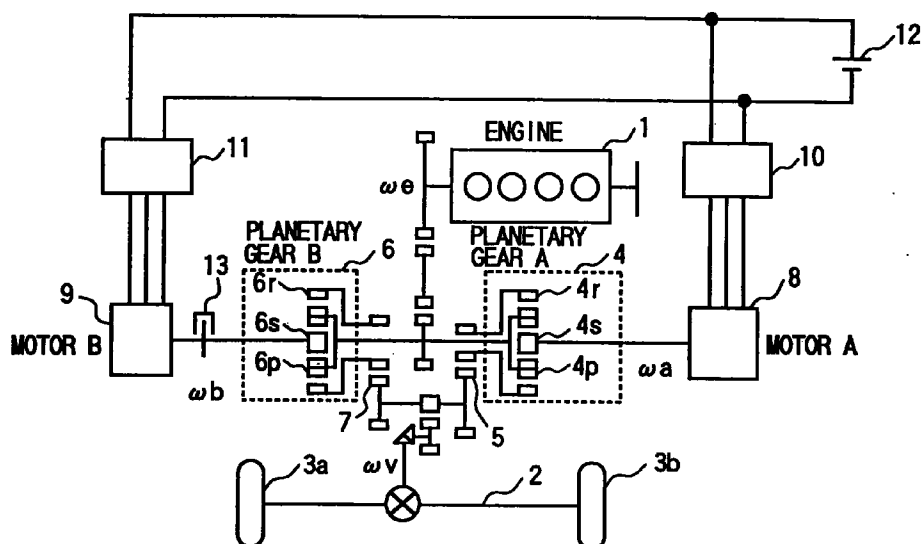 12
ENGINE
1
11
10
ωe
PLANETARY
GEAR B
6
PLANETARY
GEAR A
4
9
13
6r
4r
8
MOTOR B
6s
4s
MOTOR A
6p
4p
ωb
ωa
7
5
3a
ωv
2
3b